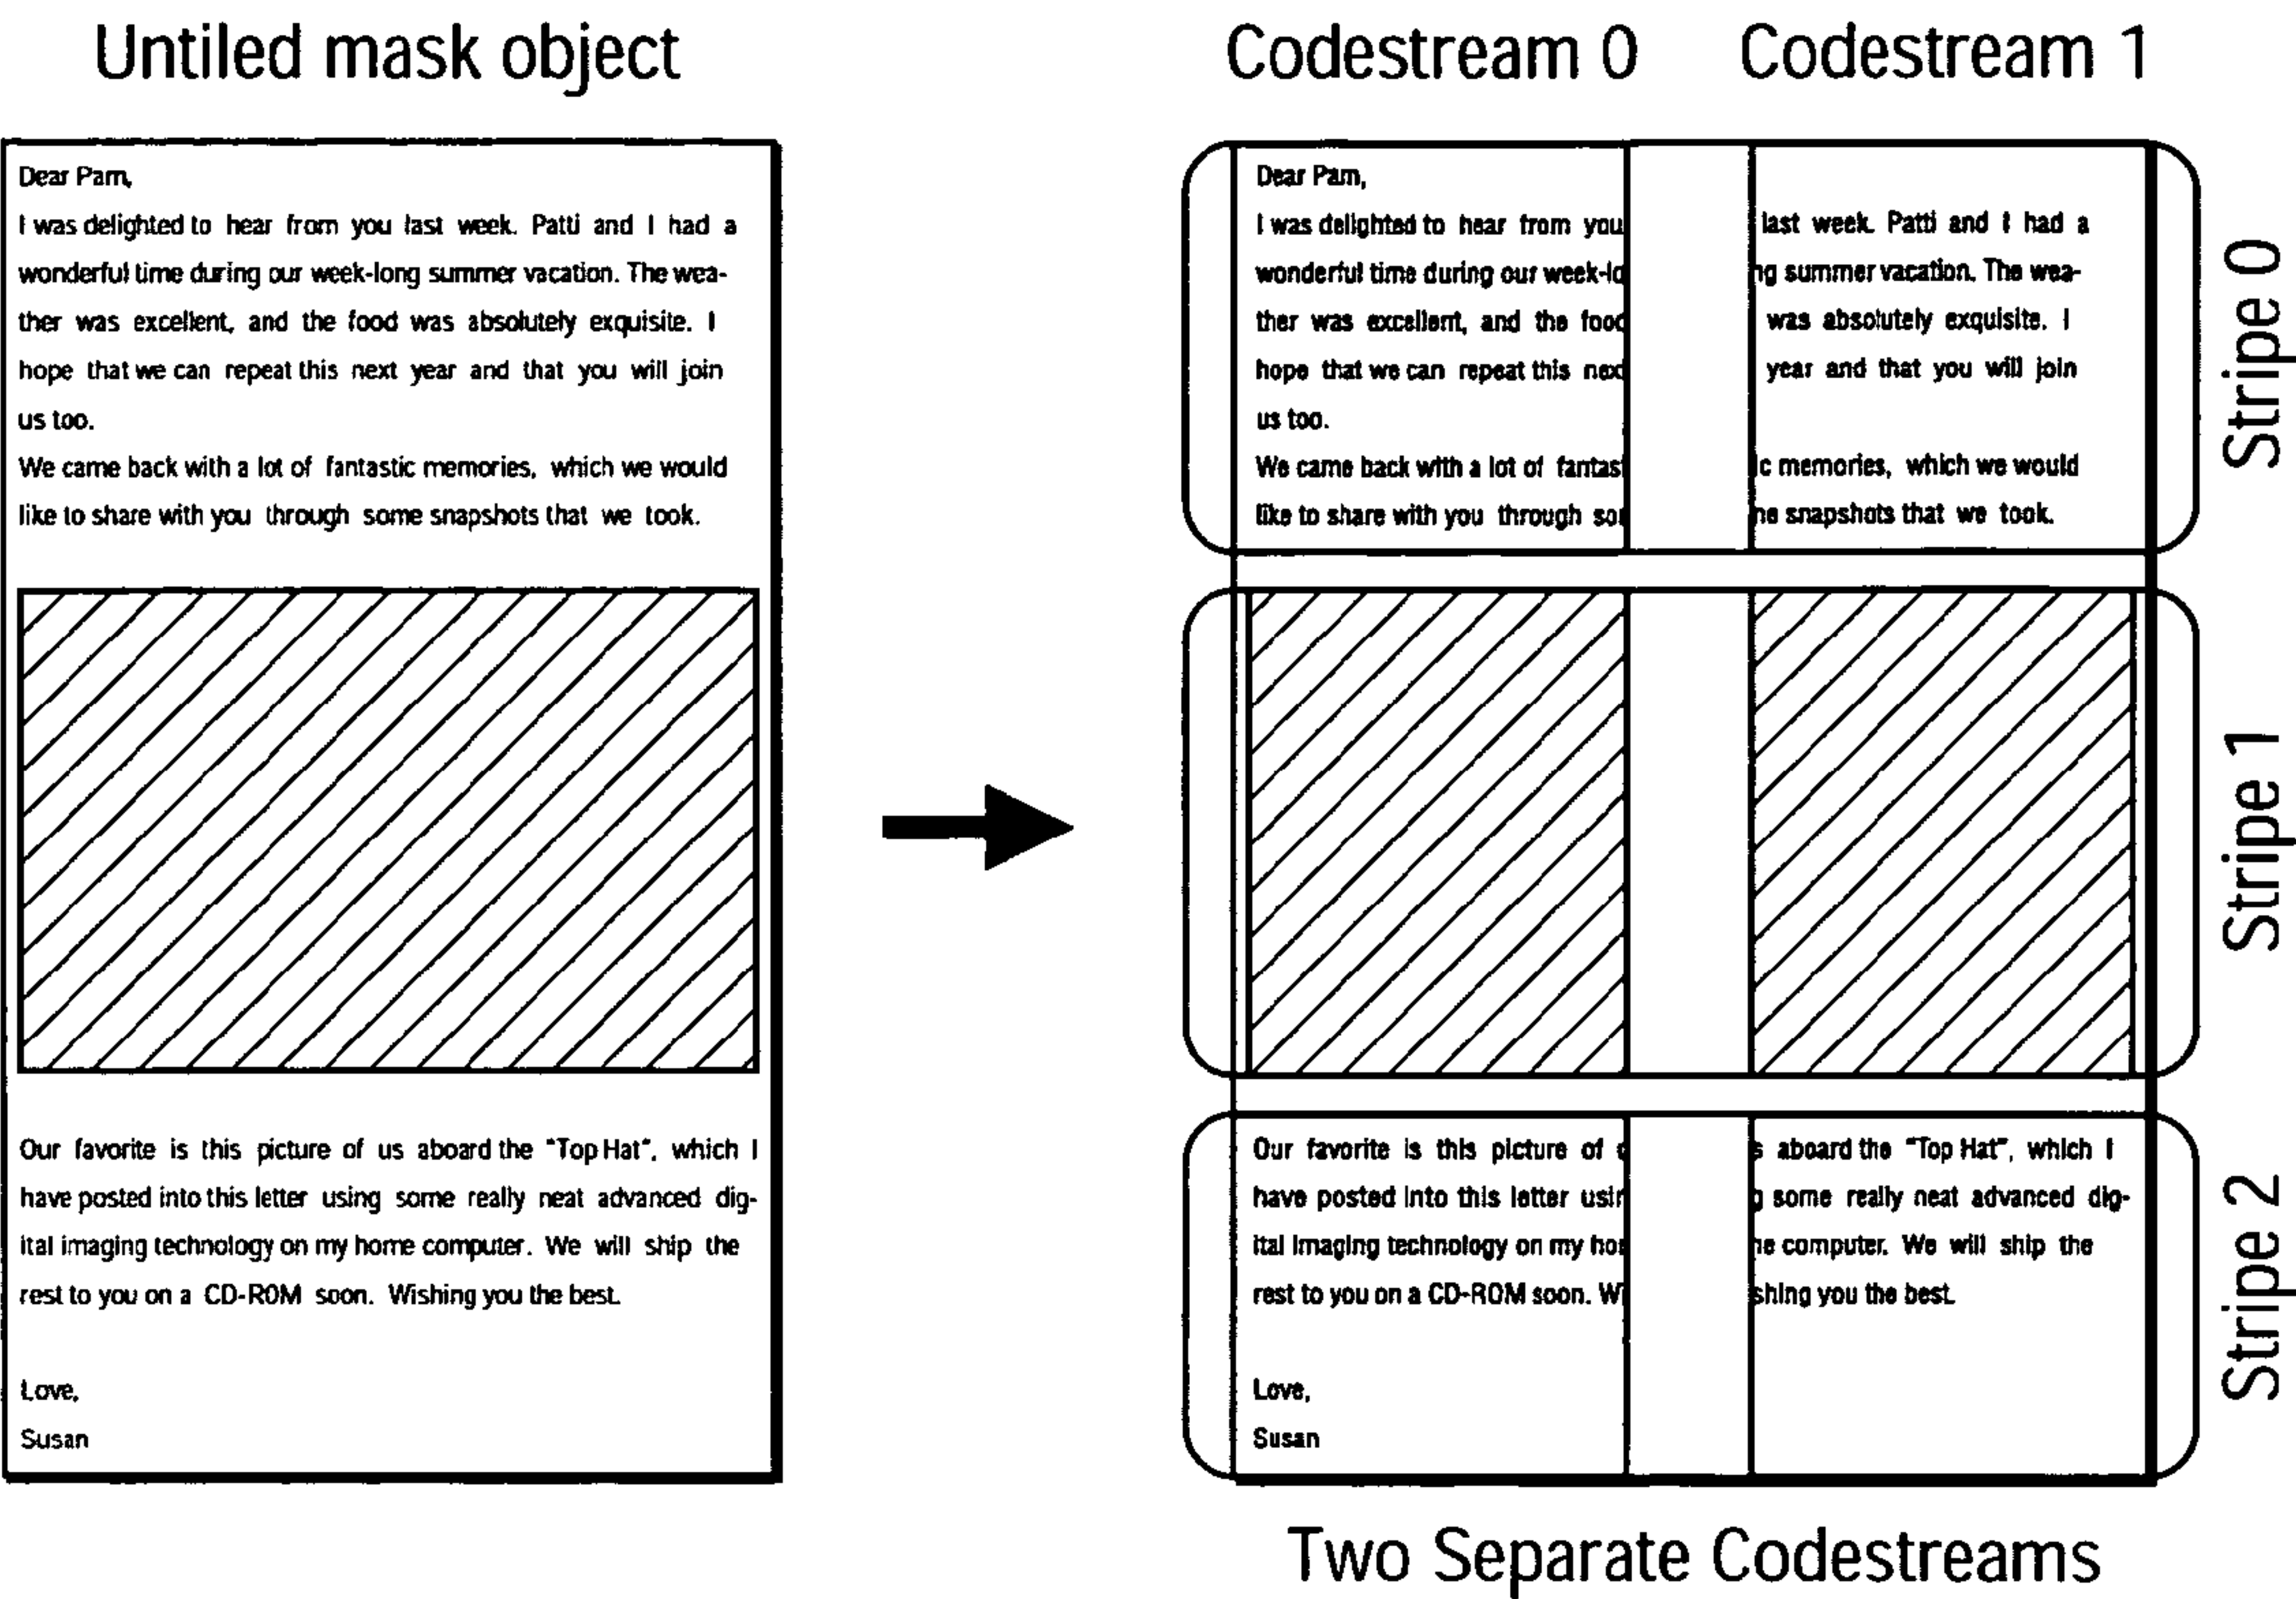 Untiled mask object
Dear Pam,
I was delighted to hear from you last week. Patti and I had a
wonderful time during our week-long summer vacation. The wea-
ther was excellent, and the food was absolutely exquisite. I
hope that we can repeat this next year and that you will join
us too.
We came back with a lot of fantastic memories, which we would
like to share with you through some snapshots that we took.
Our favorite is this picture of us aboard the "Top Hat", which I
have posted into this letter using some really neat advanced dig-
ital imaging technology on my home computer. We will ship the
rest to you on a CD-ROM soon. Wishing you the best.
Love,
Susan
Codestream 0
Codestream 1
Dear Pam,
I was delighted to hear from you
last week. Patti and I had a
wonderful time during our week-lo
ng summer vacation. The wea-
ther was excellent, and the food
was absolutely exquisite. I
hope that we can repeat this nex
year and that you will join
us too.
We came back with a lot of fantas
c memories, which we would
like to share with you through so
me snapshots that we took.
Stripe 0
Stripe 1
Our favorite is this picture of
s aboard the "Top Hat", which I
have posted into this letter usin
g some really neat advanced dig-
ital imaging technology on my ho
me computer. We will ship the
rest to you on a CD-ROM soon. Wi
shing you the best.
Love,
Susan
Stripe 2
Two Separate Codestreams